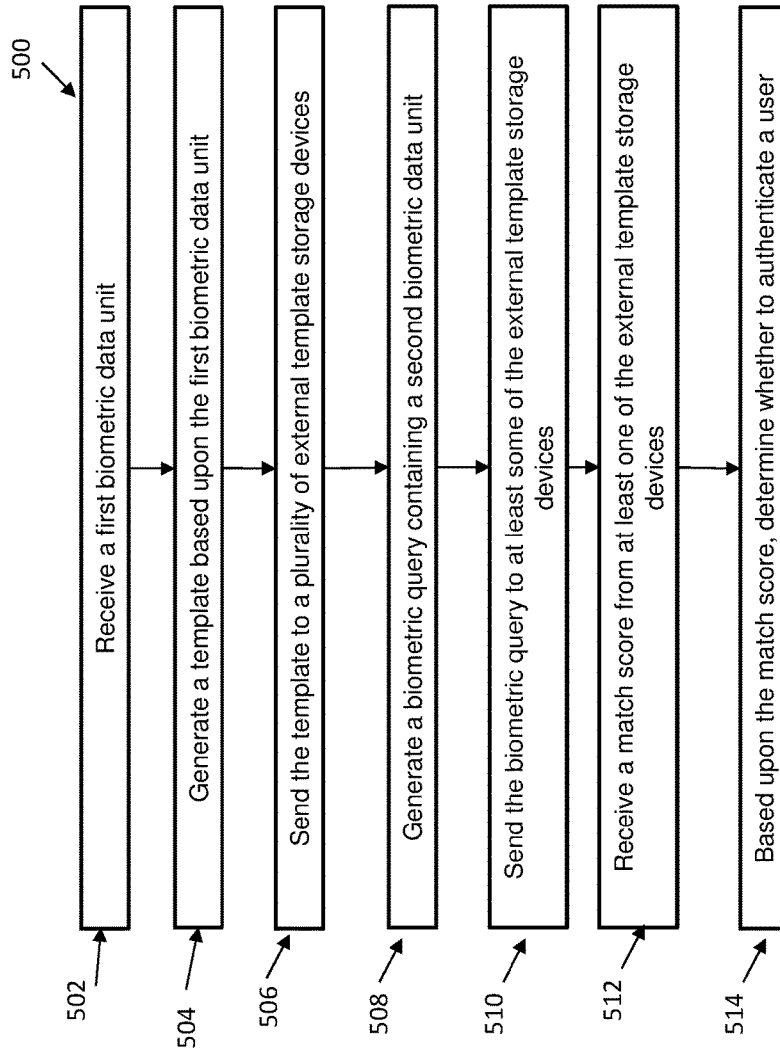 500
502
Receive a first biometric data unit
504
Generate a template based upon the first biometric data unit
506
Send the template to a plurality of external template storage devices
508
Generate a biometric query containing a second biometric data unit
510
Send the biometric query to at least some of the external template storage
devices
512
Receive a match score from at least one of the external template storage
devices
514
Based upon the match score, determine whether to authenticate a user